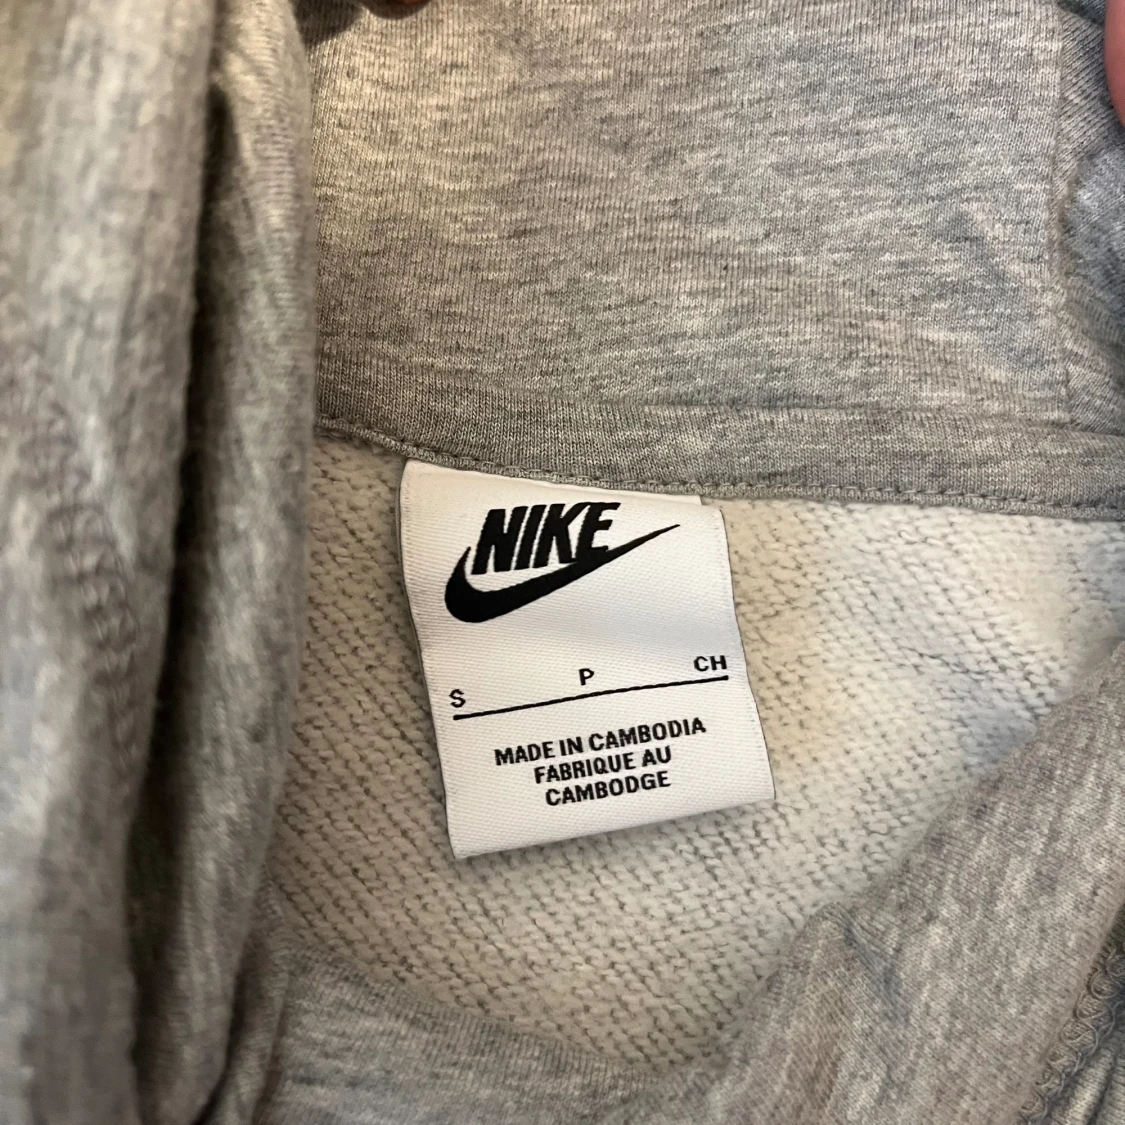 NIKE
S P CH
MADE IN CAMBODIA
FABRIQUE AU
CAMBODGE